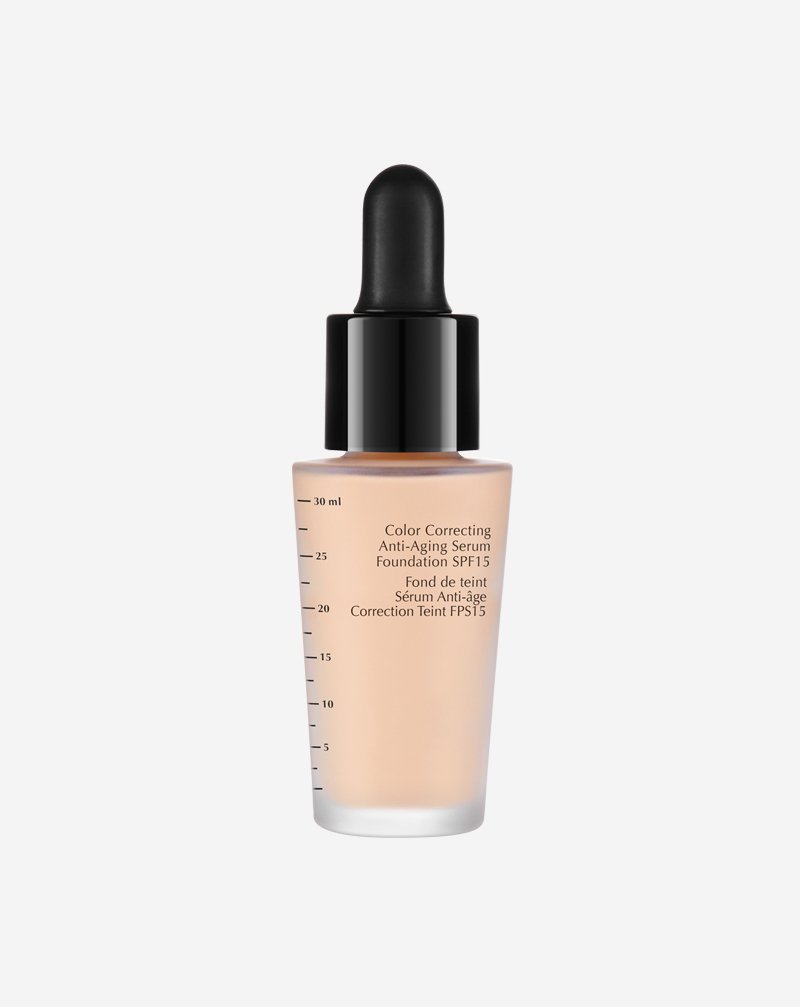 30 ml
Color Correcting
Anti-Aging Serum
25
Foundation SPF15
Fond de teint
Sérum Anti-âge
20
Correction Teint FPS15
15
10
5